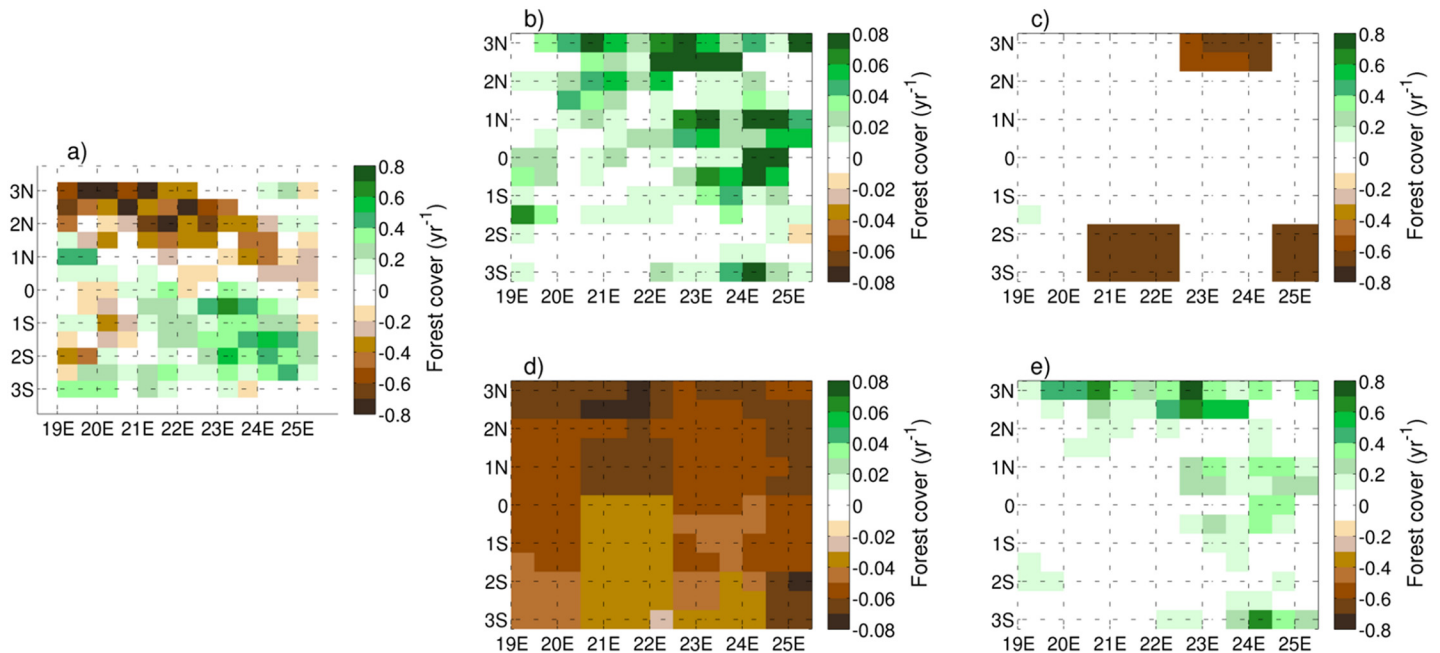 a)
3N
2N
1N
0
1S
2S
3S
19E 20E 21E 22E 23E 24E 25E
0.8
0.6
0.4
0.2
0
-0.2
-0.4
-0.6
-0.8
Forest cover (yr-1)
b)
3N
2N
1N
0
1S
2S
3S
19E 20E 21E 22E 23E 24E 25E
0.08
0.06
0.04
0.02
0
-0.02
-0.04
-0.06
-0.08
Forest cover (yr-1)
c)
3N
2N
1N
0
1S
2S
3S
19E 20E 21E 22E 23E 24E 25E
0.8
0.6
0.4
0.2
0
-0.2
-0.4
-0.6
-0.8
Forest cover (yr-1)
d)
3N
2N
1N
0
1S
2S
3S
19E 20E 21E 22E 23E 24E 25E
0.08
0.06
0.04
0.02
0
-0.02
-0.04
-0.06
-0.08
Forest cover (yr-1)
e)
3N
2N
1N
0
1S
2S
3S
19E 20E 21E 22E 23E 24E 25E
0.8
0.6
0.4
0.2
0
-0.2
-0.4
-0.6
-0.8
Forest cover (yr-1)